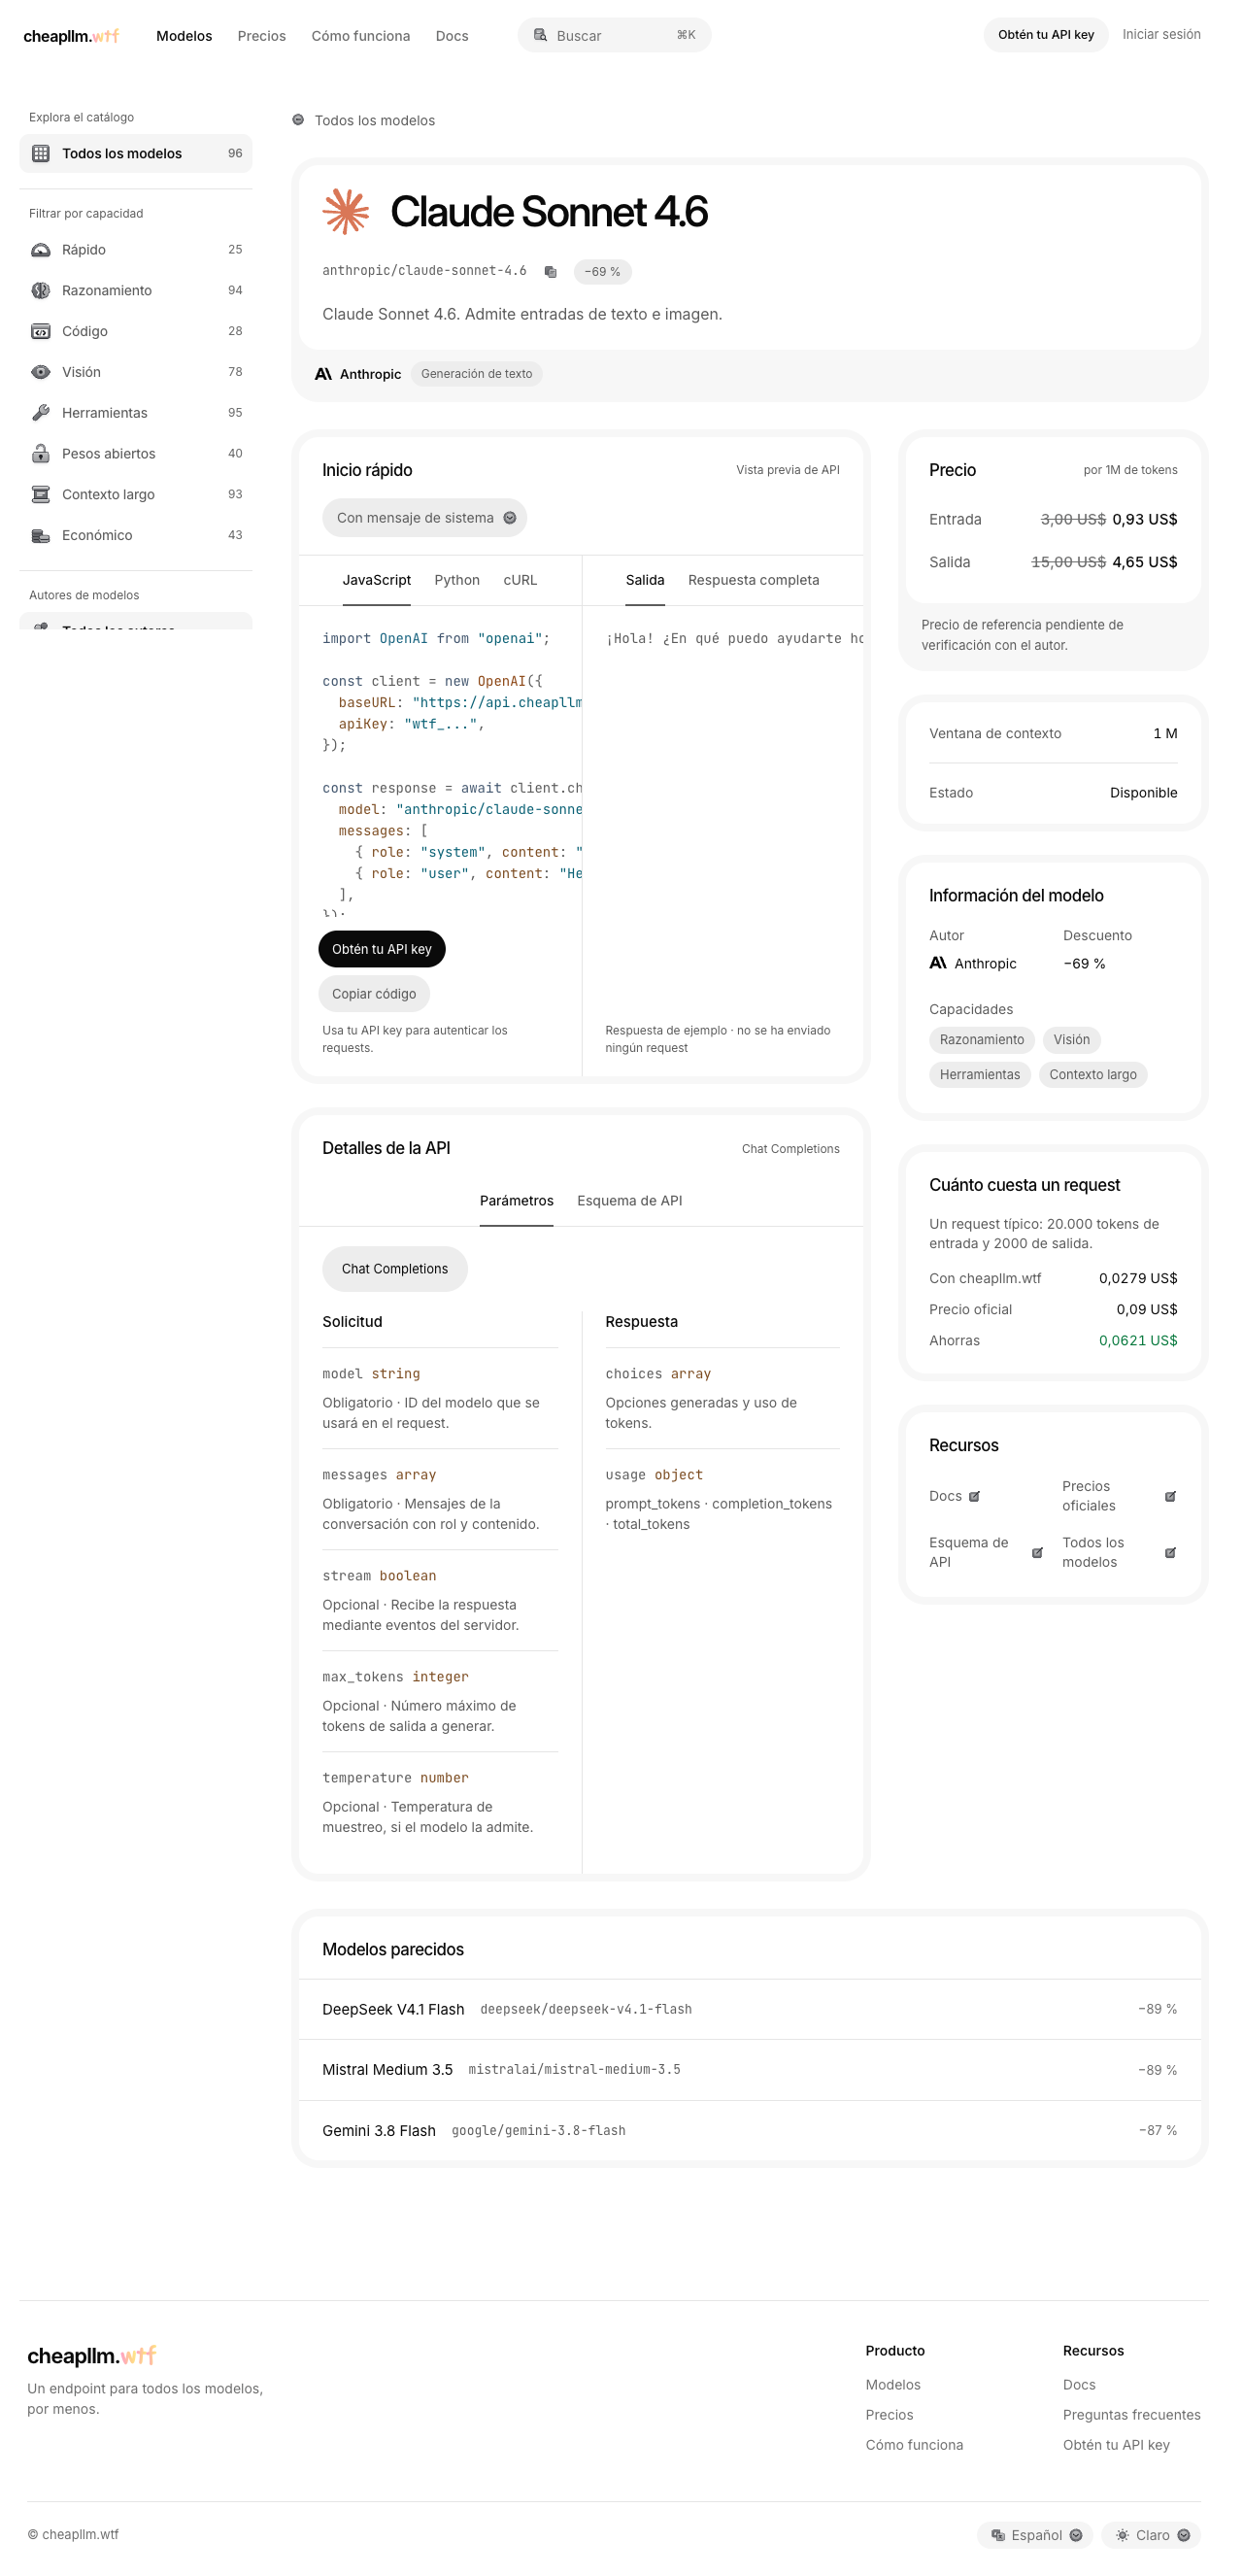 cheapllm.wtf
Modelos
Precios
Cómo funciona
Docs
Buscar
⌘K
Obtén tu API key
Iniciar sesión
Explora el catálogo
Todos los modelos 96
Filtrar por capacidad
Rápido 25
Razonamiento 94
Código 28
Visión 78
Herramientas 95
Pesos abiertos 40
Contexto largo 93
Económico 43
Autores de modelos
Todos los autores
Todos los modelos
Claude Sonnet 4.6
anthropic/claude-sonnet-4.6
−69 %
Claude Sonnet 4.6. Admite entradas de texto e imagen.
Anthropic
Generación de texto
Inicio rápido
Vista previa de API
Con mensaje de sistema
JavaScript
Python
cURL
import OpenAI from "openai";
const client = new OpenAI({
baseURL: "https://api.cheapllm
apiKey: "wtf_...",
});
const response = await client.ch
model: "anthropic/claude-sonne
messages: [
{ role: "system", content: "
{ role: "user", content: "He
],
});
Obtén tu API key
Copiar código
Usa tu API key para autenticar los
requests.
Salida
Respuesta completa
¡Hola! ¿En qué puedo ayudarte ho
Respuesta de ejemplo · no se ha enviado
ningún request
Precio
por 1M de tokens
Entrada 3,00 US$ 0,93 US$
Salida 15,00 US$ 4,65 US$
Precio de referencia pendiente de
verificación con el autor.
Ventana de contexto 1 M
Estado Disponible
Información del modelo
Autor
Anthropic
Descuento
−69 %
Capacidades
Razonamiento
Visión
Herramientas
Contexto largo
Cuánto cuesta un request
Un request típico: 20.000 tokens de
entrada y 2000 de salida.
Con cheapllm.wtf 0,0279 US$
Precio oficial 0,09 US$
Ahorras 0,0621 US$
Recursos
Docs
Precios
oficiales
Esquema de
API
Todos los
modelos
Detalles de la API
Chat Completions
Parámetros
Esquema de API
Chat Completions
Solicitud
model string
Obligatorio · ID del modelo que se
usará en el request.
messages array
Obligatorio · Mensajes de la
conversación con rol y contenido.
stream boolean
Opcional · Recibe la respuesta
mediante eventos del servidor.
max_tokens integer
Opcional · Número máximo de
tokens de salida a generar.
temperature number
Opcional · Temperatura de
muestreo, si el modelo la admite.
Respuesta
choices array
Opciones generadas y uso de
tokens.
usage object
prompt_tokens · completion_tokens
· total_tokens
Modelos parecidos
DeepSeek V4.1 Flash deepseek/deepseek-v4.1-flash −89 %
Mistral Medium 3.5 mistralai/mistral-medium-3.5 −89 %
Gemini 3.8 Flash google/gemini-3.8-flash −87 %
cheapllm.wtf
Un endpoint para todos los modelos,
por menos.
Producto
Modelos
Precios
Cómo funciona
Recursos
Docs
Preguntas frecuentes
Obtén tu API key
© cheapllm.wtf
Español
Claro